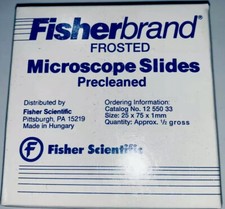 Fisherbrand®
FROSTED
Microscope Slides
Precleaned
Distributed by
Fisher Scientific
Pittsburgh, PA 15219
Made in Hungary
Ordering Information:
Catalog No. 12 550 33
Size: 25 x 75 x 1mm
Quantity: Approx. ½ gross
F Fisher Scientific